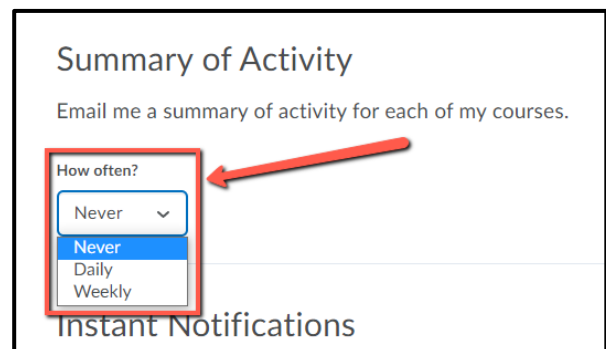 Summary of Activity
Email me a summary of activity for each of my courses.
How often?
Never
Never
Daily
Weekly
Instant Notifications